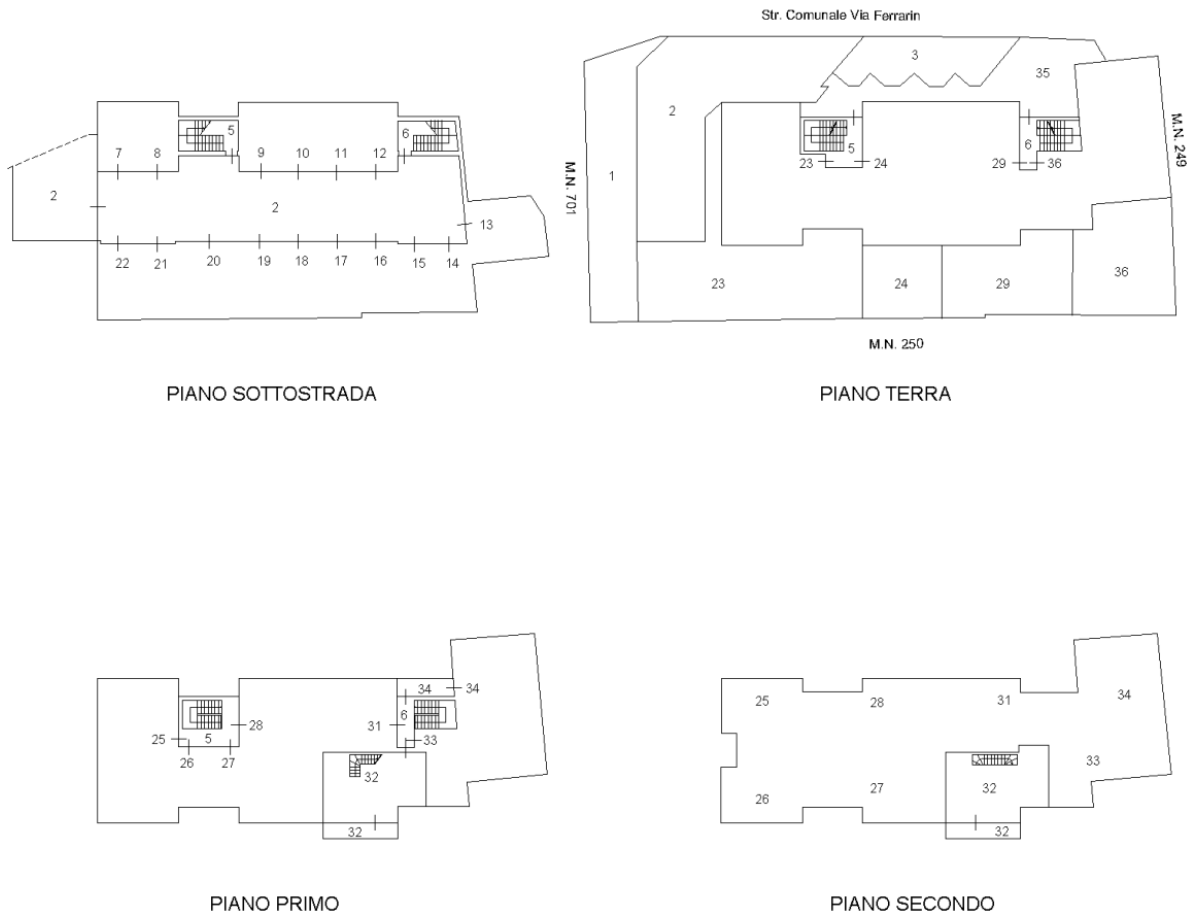 Str. Comunale Via Ferrarin
3
35
2
5
6
5
6
M.N. 249
7 8 9 10 11 12
23 24 29 36
M.N. 701
1
2
2
13
22 21 20 19 18 17 16 15 14
23 24 29 36
M.N. 250
PIANO SOTTOSTRADA
PIANO TERRA
34 34
25 28 31 34
6
25 28 31
5
26 27 33
33
32
32
26 27
32
32
PIANO PRIMO
PIANO SECONDO